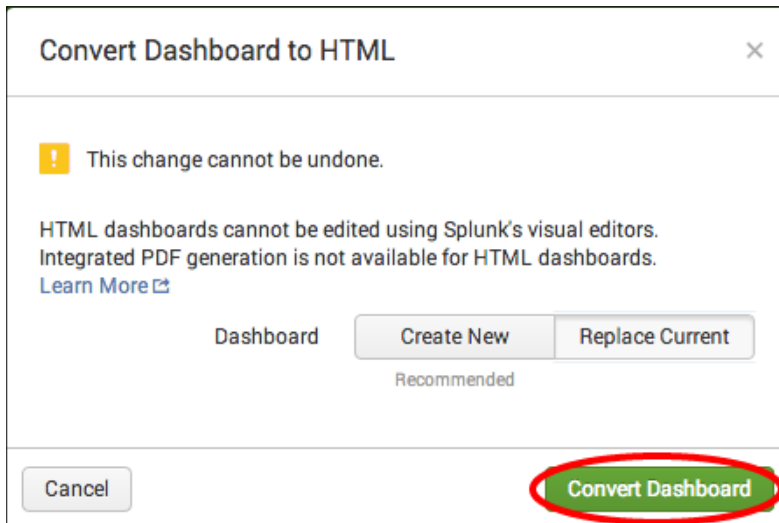 Convert Dashboard to HTML
This change cannot be undone.
HTML dashboards cannot be edited using Splunk's visual editors.
Integrated PDF generation is not available for HTML dashboards.
Learn More
Dashboard Create New Replace Current
Recommended
Cancel Convert Dashboard